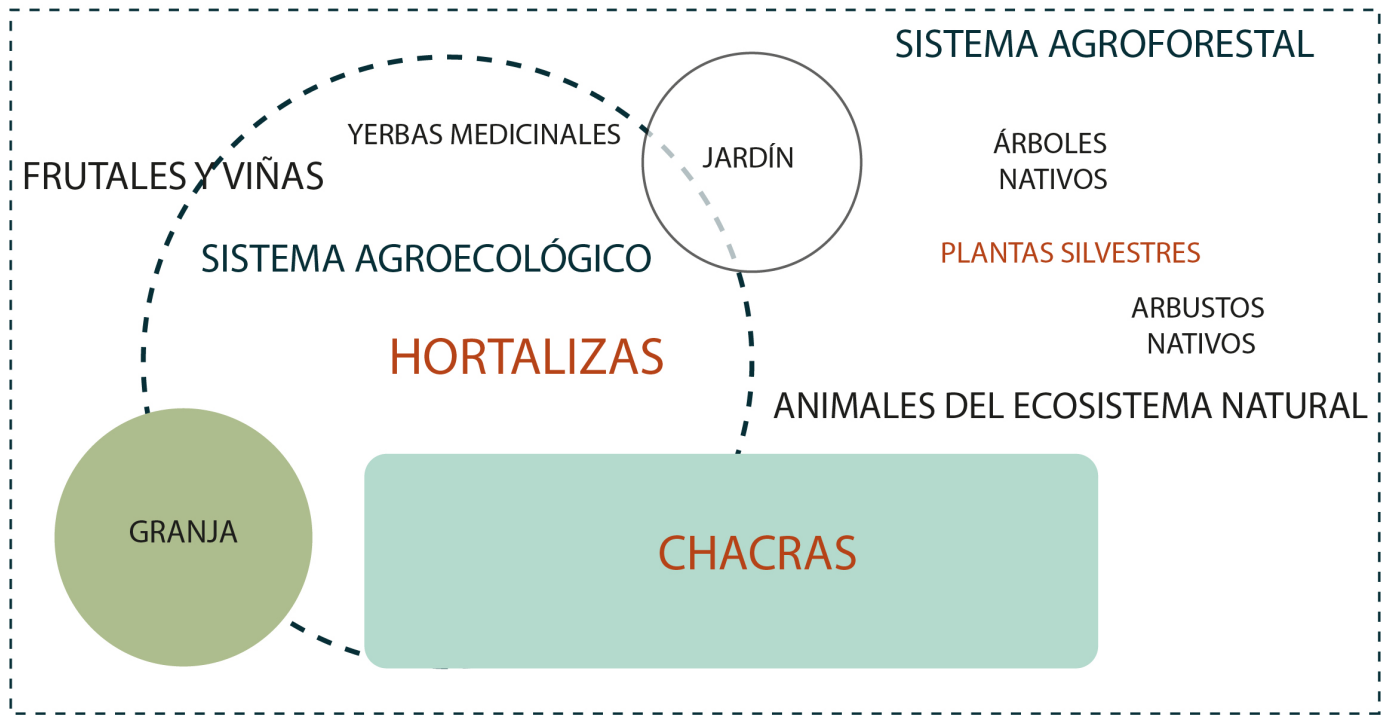 SISTEMA AGROFORESTAL
YERBAS MEDICINALES
JARDÍN
ÁRBOLES
NATIVOS
FRUTALES Y VIÑAS
SISTEMA AGROECOLÓGICO
PLANTAS SILVESTRES
ARBUSTOS
NATIVOS
HORTALIZAS
ANIMALES DEL ECOSISTEMA NATURAL
GRANJA
CHACRAS